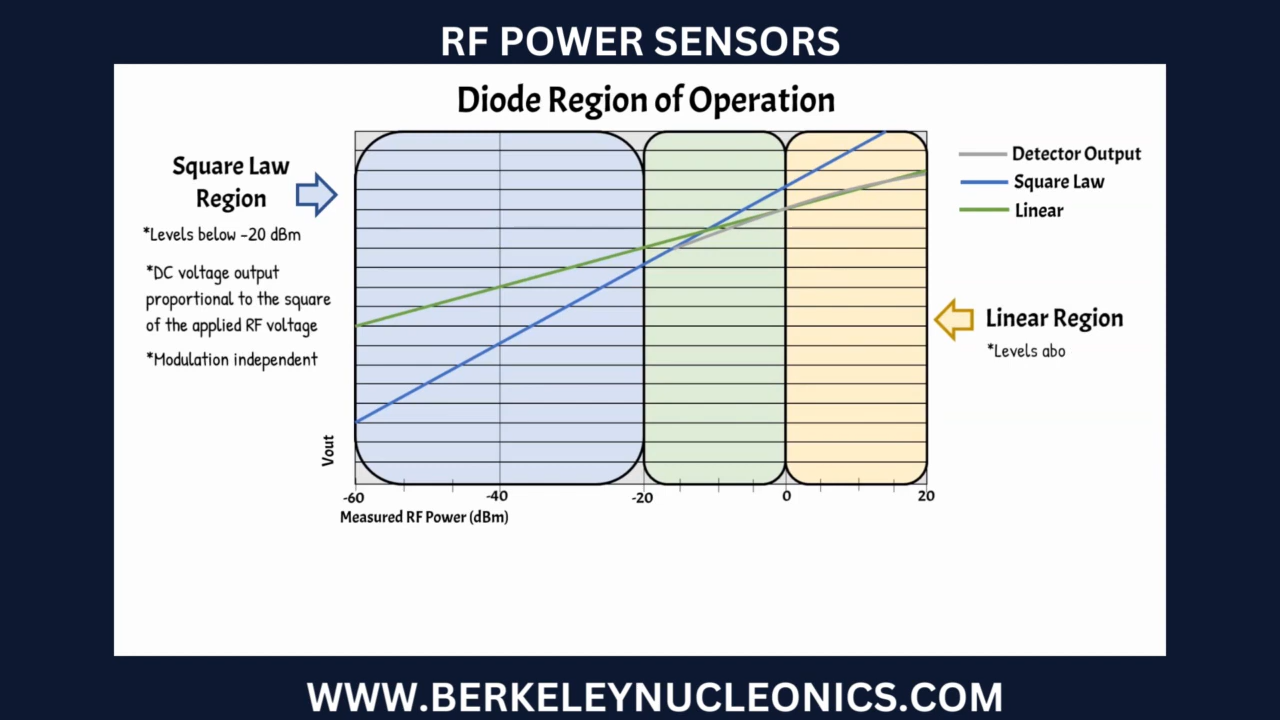 RF POWER SENSORS
Diode Region of Operation
Square Law
Region
*Levels below -20 dBm
*DC voltage output
proportional to the square
of the applied RF voltage
*Modulation independent
Detector Output
Square Law
Linear
Linear Region
*Levels abo
Vout
-60
-40
-20
0
20
Measured RF Power (dBm)
WWW.BERKELEYNUCLEONICS.COM